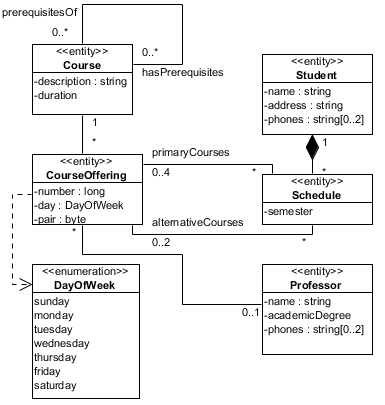 prerequisitesOf
0..*
0..*
hasPrerequisites
<<entity>>
Course
-description : string
-duration
1
*
<<entity>>
Student
-name : string
-address : string
-phones : string[0..2]
1
*
<<entity>>
CourseOffering
-number : long
-day : DayOfWeek
-pair : byte
primaryCourses
0..4
*
<<entity>>
Schedule
-semester
alternativeCourses
0..2
*
*
0..1
<<enumeration>>
DayOfWeek
sunday
monday
tuesday
wednesday
thursday
friday
saturday
<<entity>>
Professor
-name : string
-academicDegree
-phones : string[0..2]